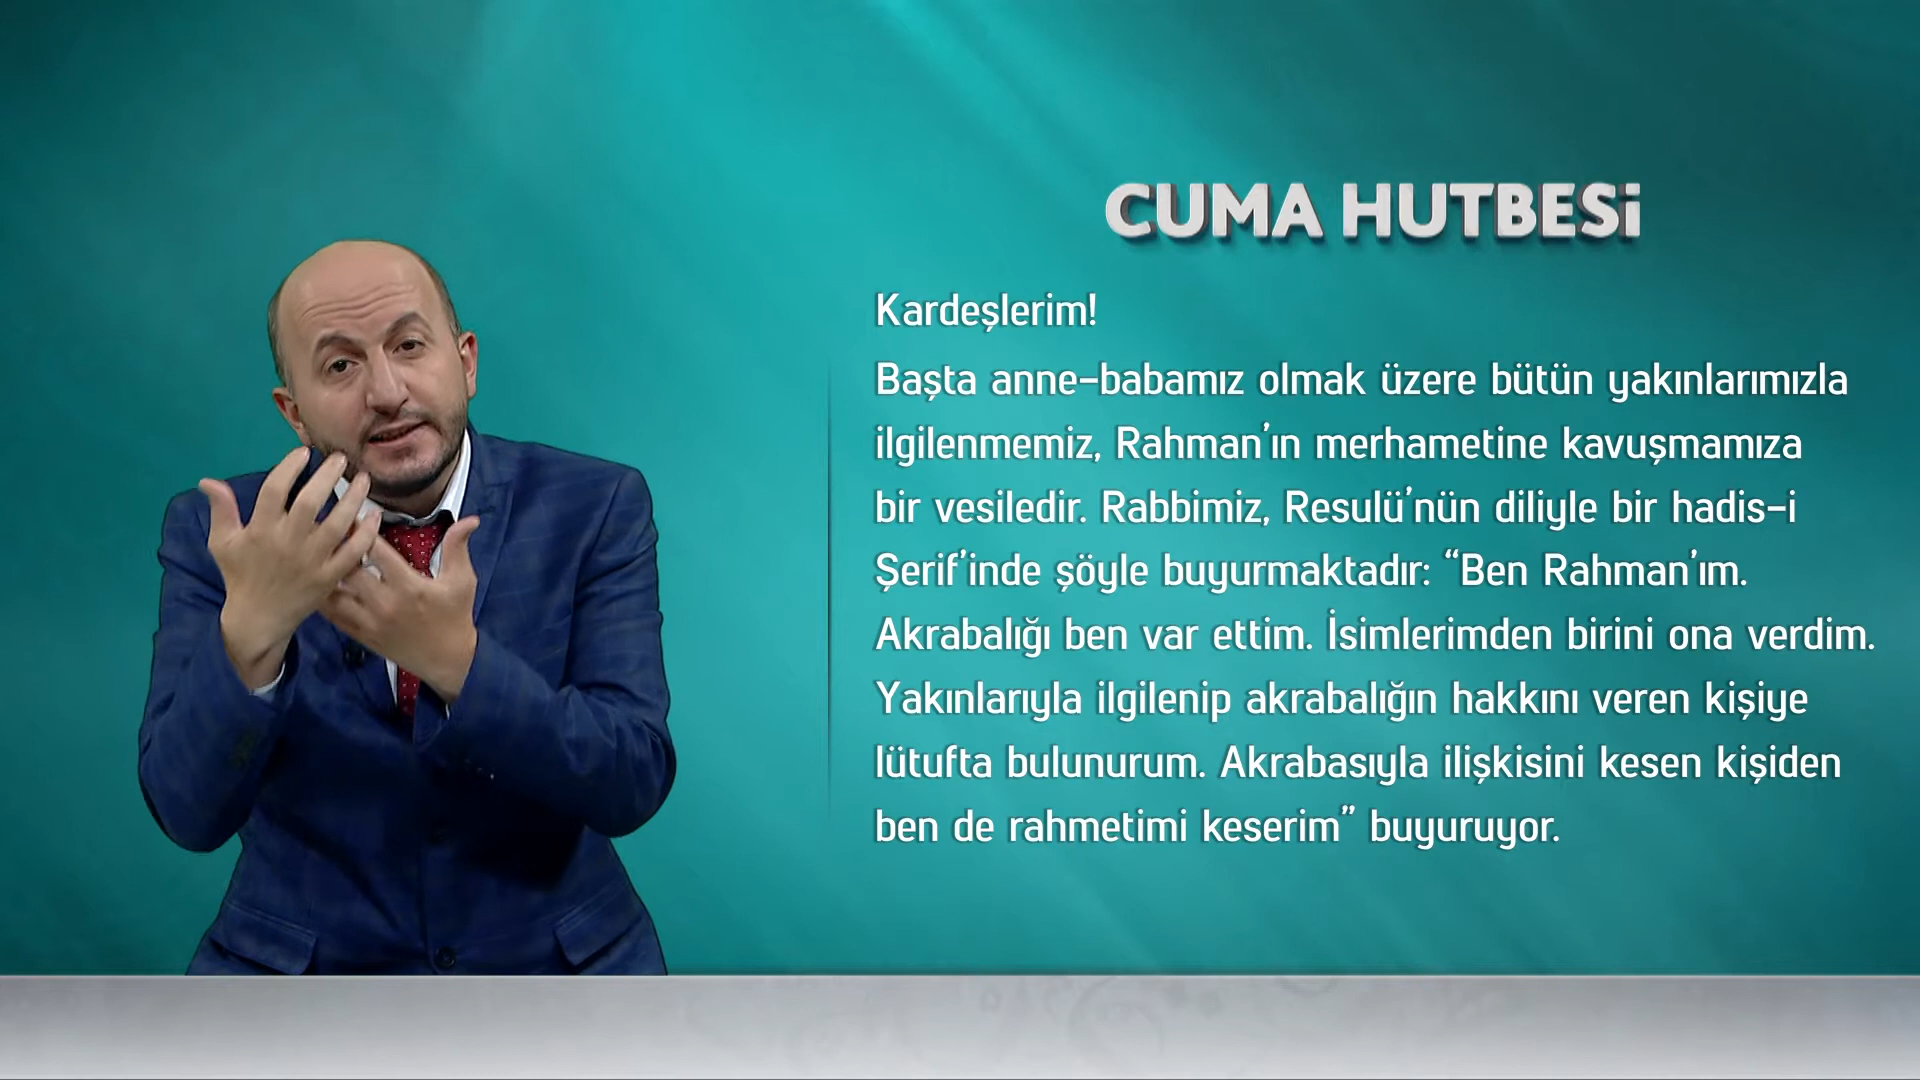 CUMA HUTBESİ
Kardeşlerim!
Başta anne-babamız olmak üzere bütün yakınlarımızla
ilgilenmemiz, Rahman’ın merhametine kavuşmamıza
bir vesiledir. Rabbimiz, Resulü’nün diliyle bir hadis-i
Şerif’inde şöyle buyurmaktadır: “Ben Rahman’ım.
Akrabalığı ben var ettim. İsimlerimden birini ona verdim.
Yakınlarıyla ilgilenip akrabalığın hakkını veren kişiye
lütufta bulunurum. Akrabasıyla ilişkisini kesen kişiden
ben de rahmetimi keserim” buyuruyor.